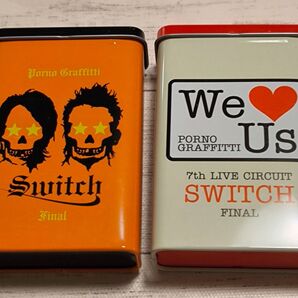 Porno Graffitti
Switch
Final
We ❤
PORNO
GRAFFITTI
Us
7th LIVE CIRCUIT
SWITCH
FINAL